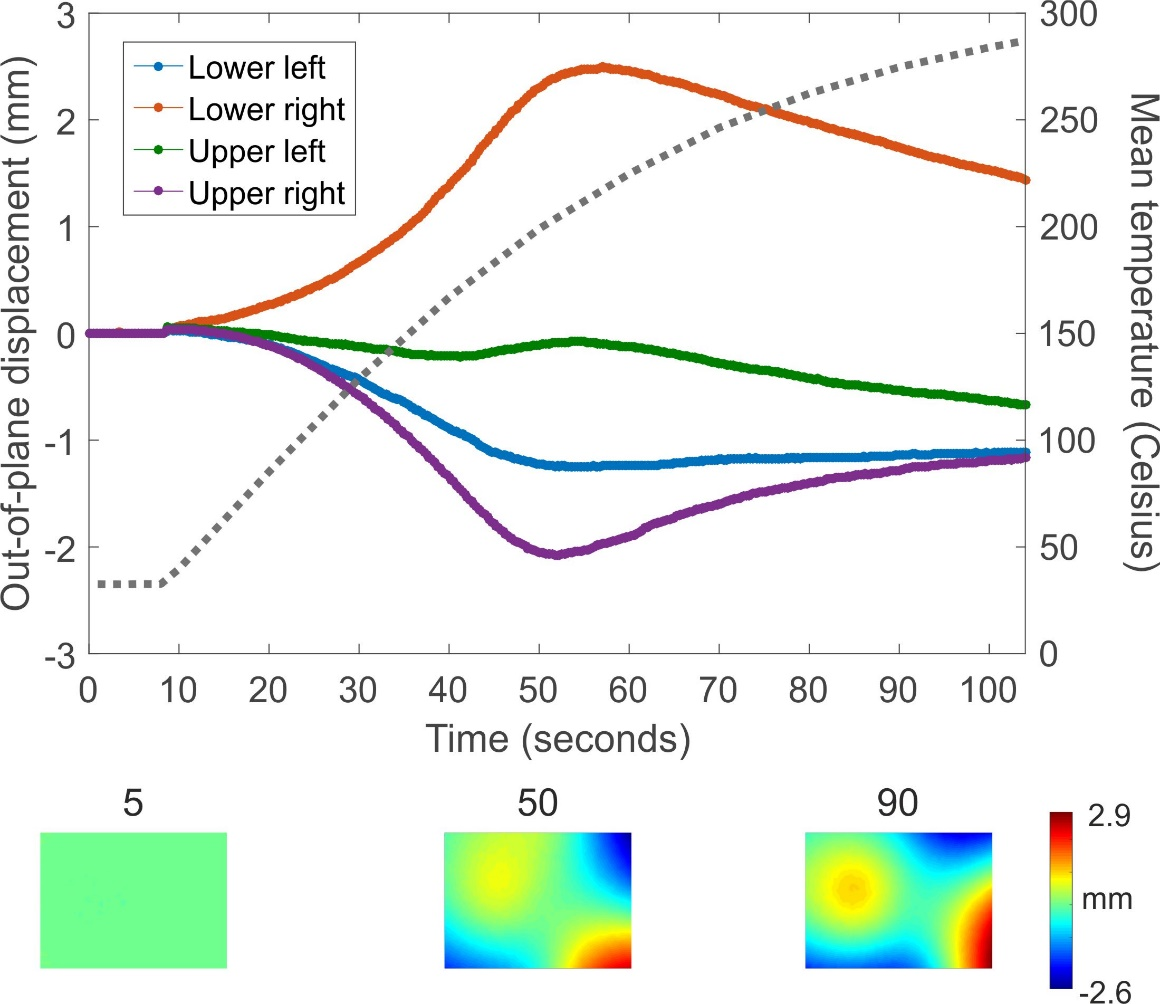 3
2
1
0
-1
-2
-3
Out-of-plane displacement (mm)
Lower left
Lower right
Upper left
Upper right
300
250
200
150
100
50
0
Mean temperature (Celsius)
0 10 20 30 40 50 60 70 80 90 100
Time (seconds)
5 50 90
2.9
mm
-2.6